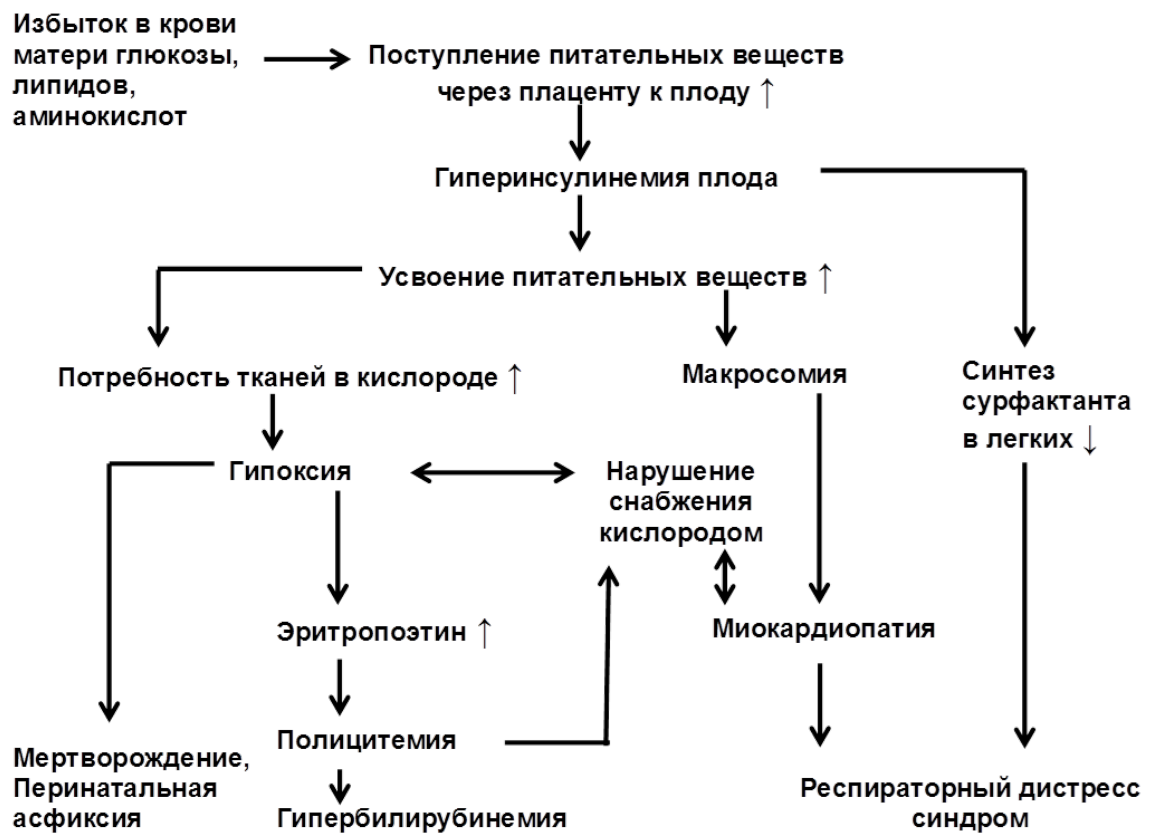 Избыток в крови
матери глюкозы,
липидов,
аминокислот
Поступление питательных веществ
через плаценту к плоду ↑
Гиперинсулинемия плода
Усвоение питательных веществ ↑
Потребность тканей в кислороде ↑
Макросомия
Синтез
сурфактанта
в легких ↓
Гипоксия
Нарушение
снабжения
кислородом
Эритропоэтин ↑
Миокардиопатия
Полицитемия
Мертворождение,
Перинатальная
асфиксия
Гипербилирубинемия
Респираторный дистресс
синдром